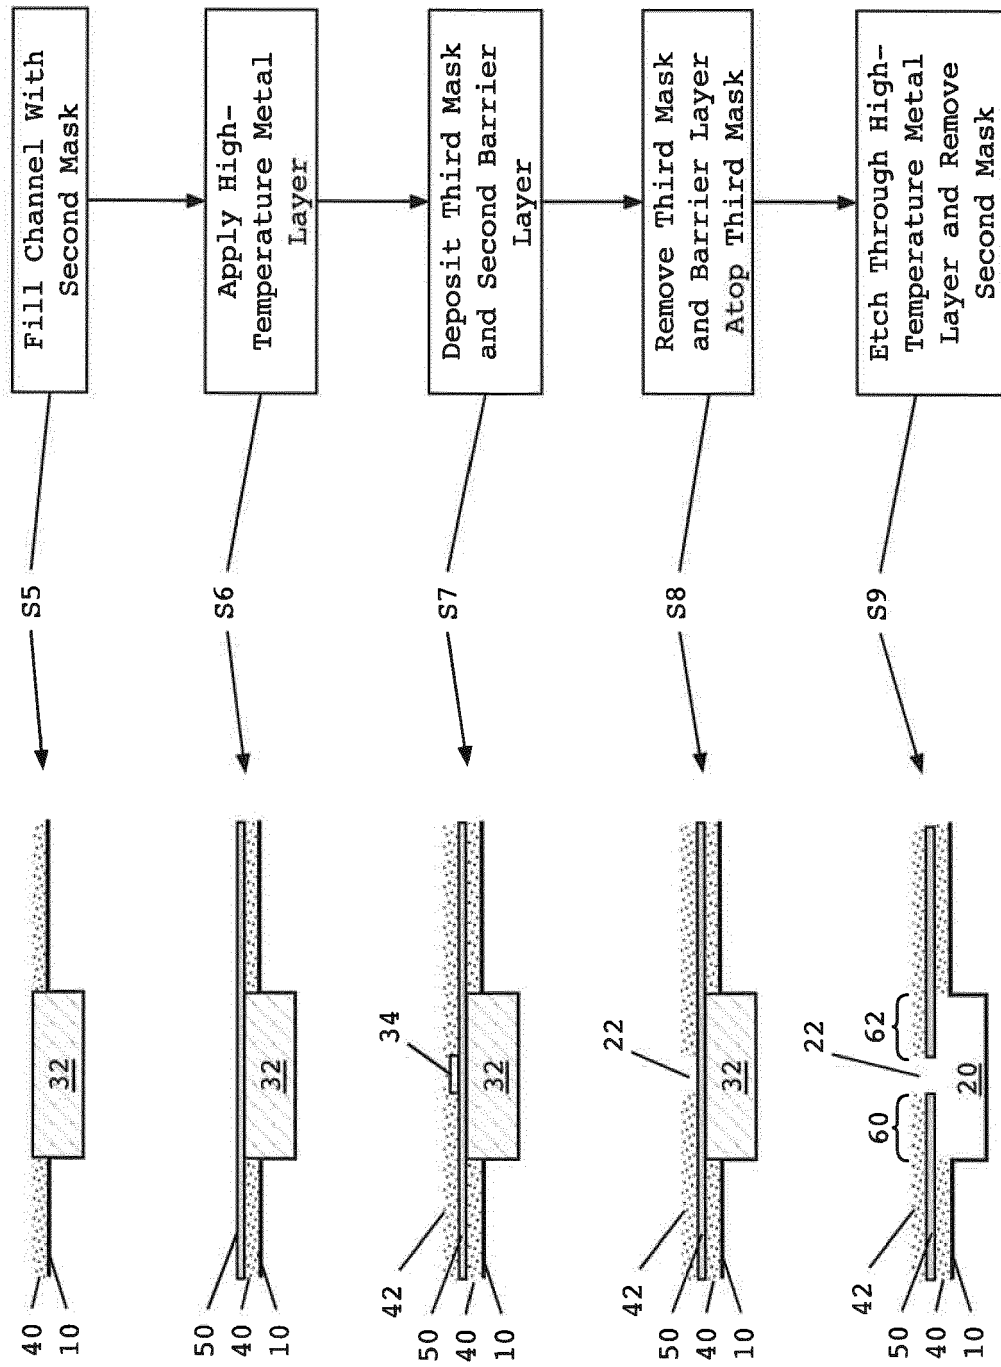 Fill Channel With
Second Mask
S5
32
40
10
Apply High-
Temperature Metal
Layer
S6
32
50
40
10
Deposit Third Mask
and Second Barrier
Layer
S7
34
32
42
50
40
10
Remove Third Mask
and Barrier Layer
Atop Third Mask
S8
22
32
42
50
40
10
Etch Through High-
Temperature Metal
Layer and Remove
Second Mask
S9
62
22
60
20
42
50
40
10